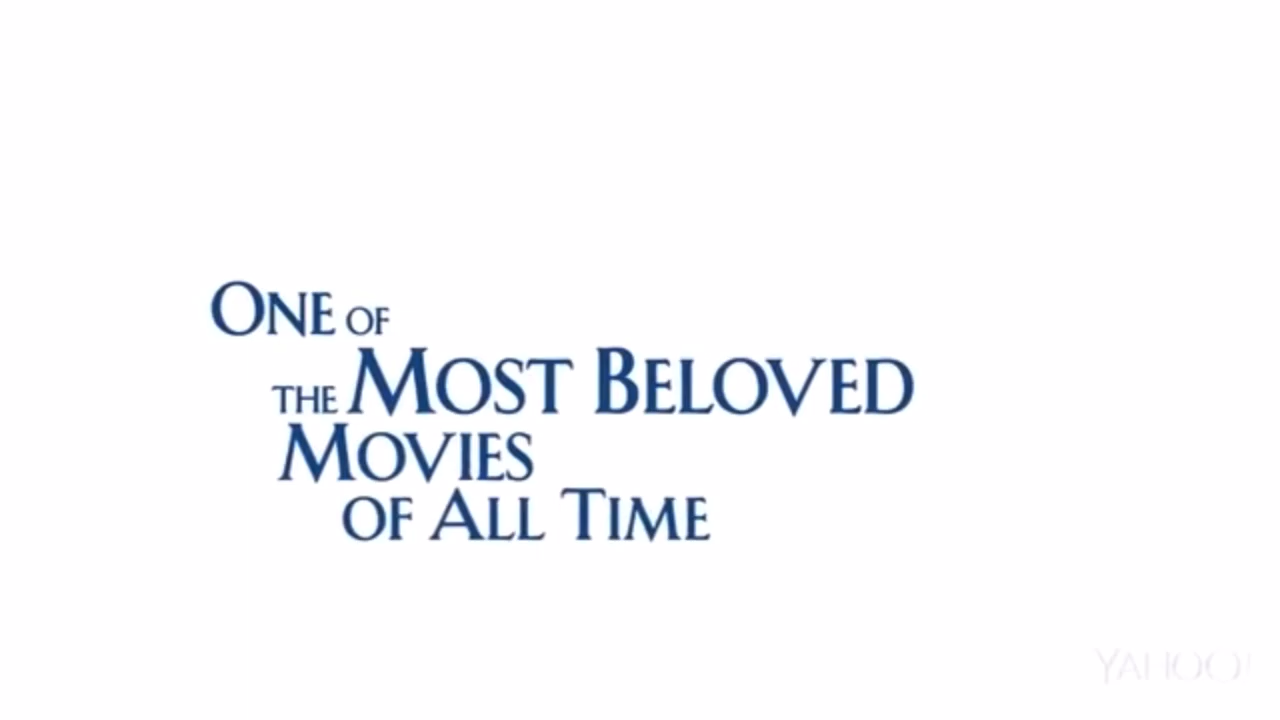 ONE OF
THE MOST BELOVED
MOVIES
OF ALL TIME
YAHOO!